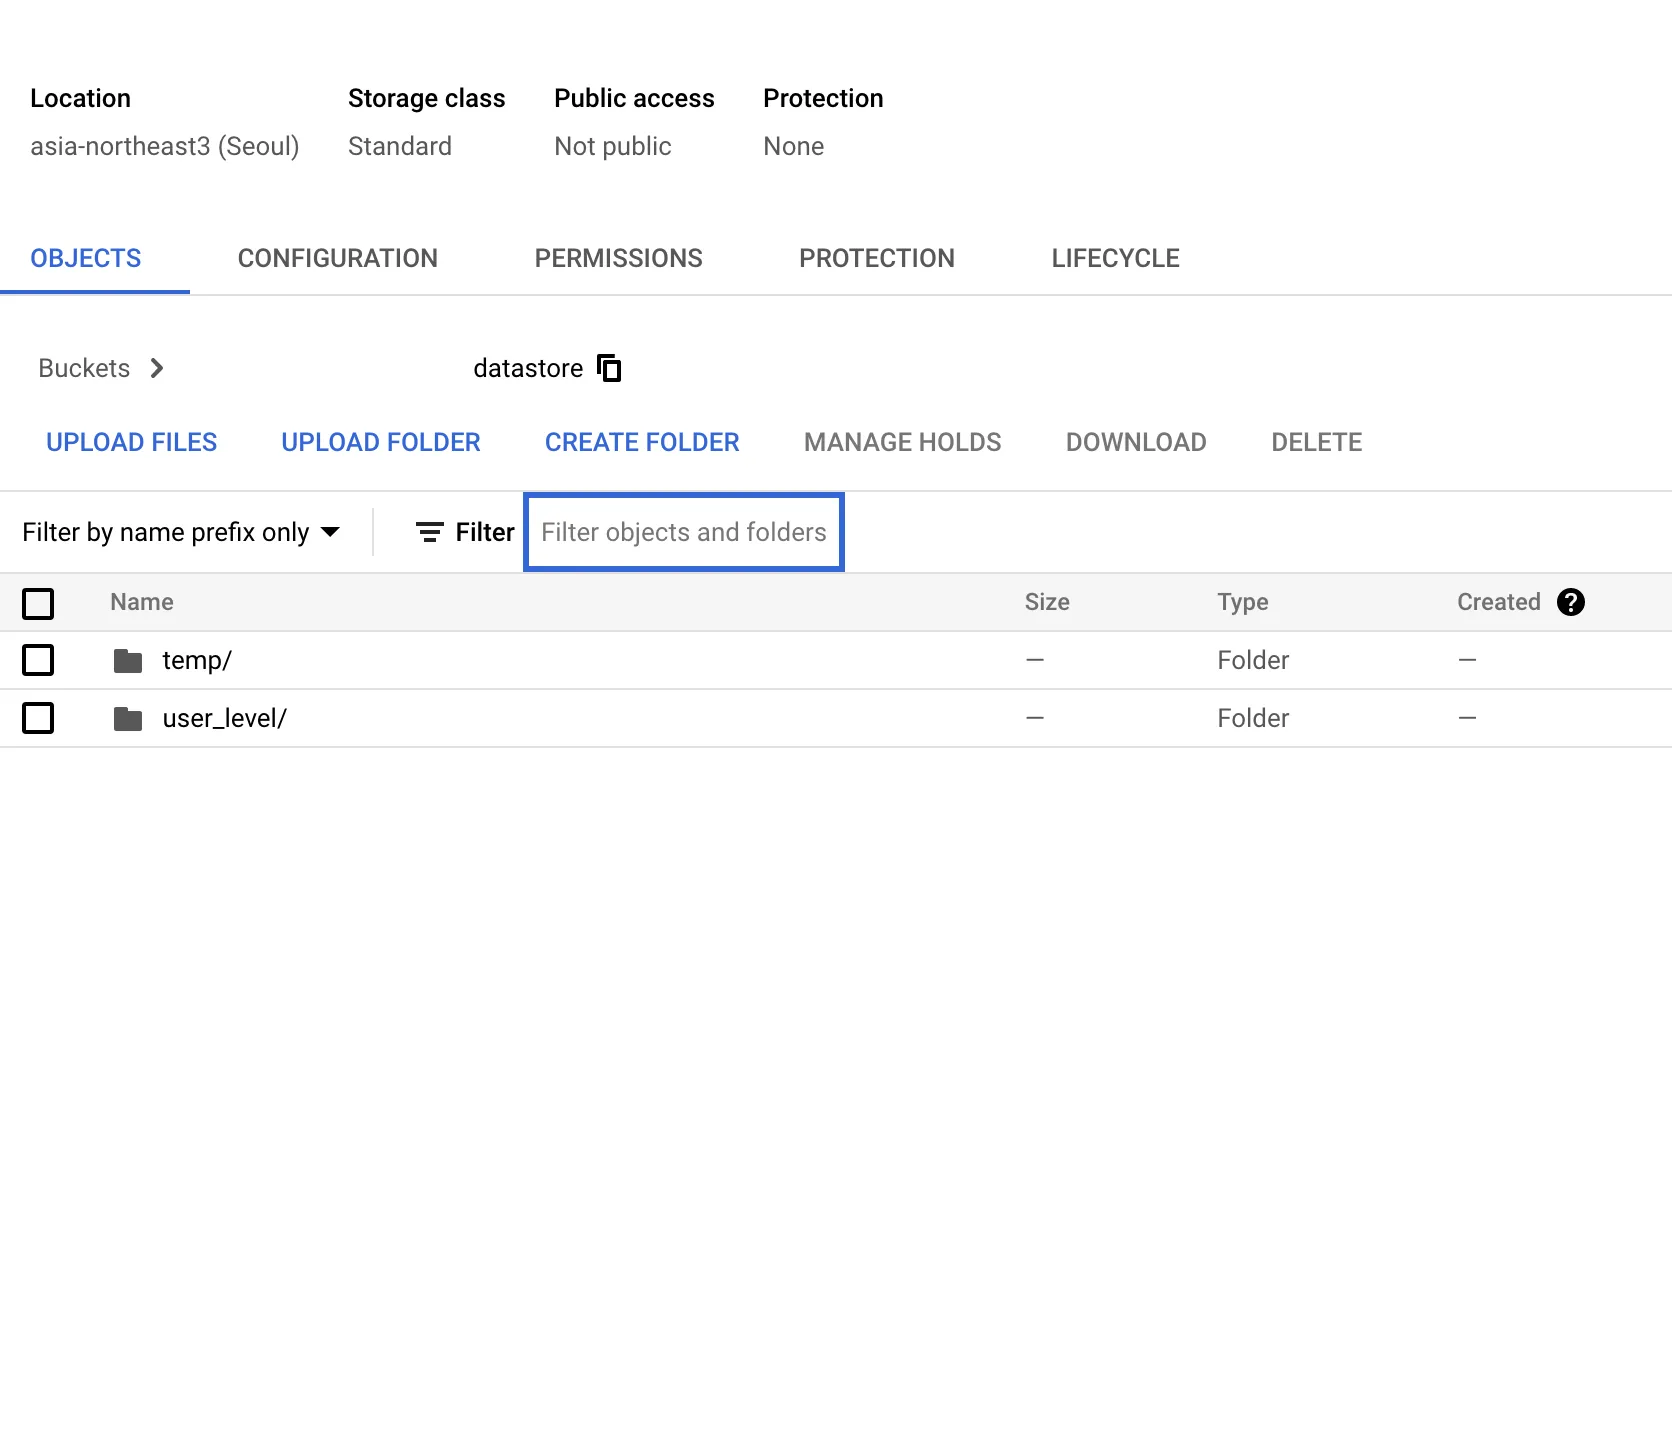 Location Storage class Public access Protection
asia-northeast3 (Seoul) Standard Not public None
OBJECTS CONFIGURATION PERMISSIONS PROTECTION LIFECYCLE
Buckets datastore
UPLOAD FILES UPLOAD FOLDER CREATE FOLDER MANAGE HOLDS DOWNLOAD DELETE
Filter by name prefix only Filter Filter objects and folders
Name Size Type Created ?
temp/ — Folder —
user_level/ — Folder —